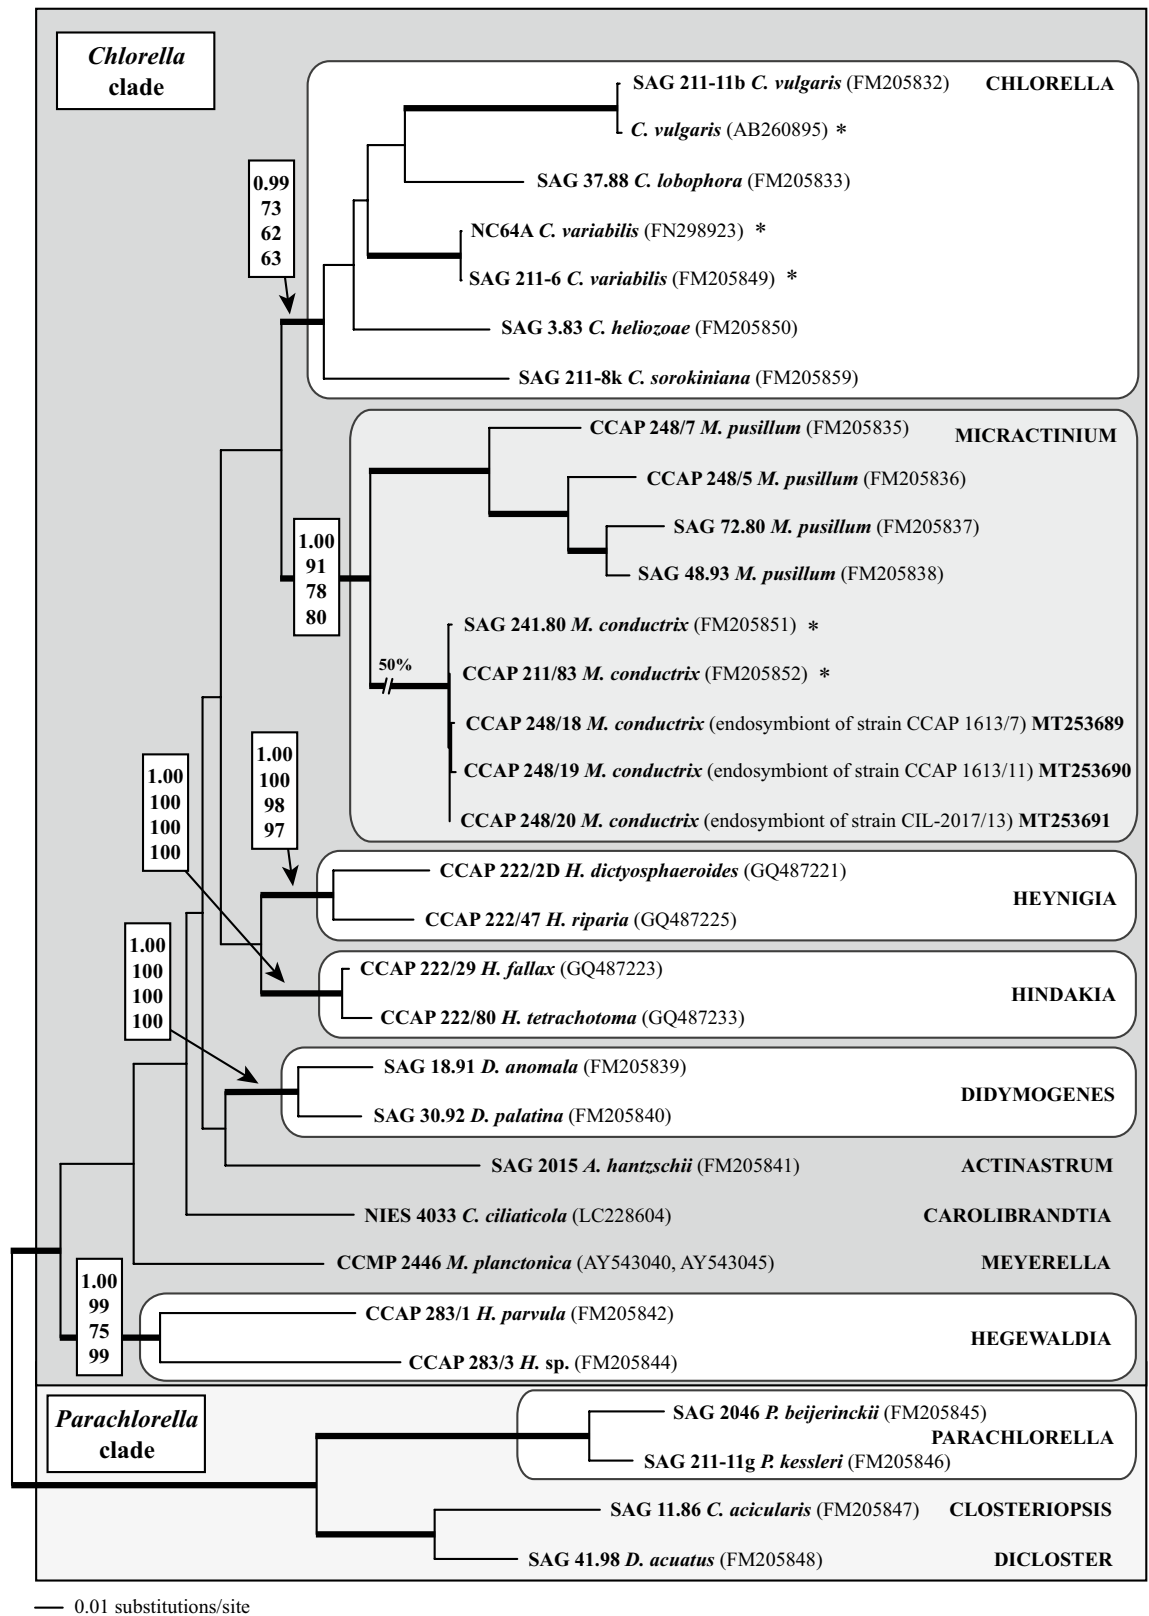 Chlorella
clade
SAG 211-11b C. vulgaris (FM205832)
CHLORELLA
C. vulgaris (AB260895) *
SAG 37.88 C. lobophora (FM205833)
0.99
73
62
63
NC64A C. variabilis (FN298923) *
SAG 211-6 C. variabilis (FM205849) *
SAG 3.83 C. heliozoae (FM205850)
SAG 211-8k C. sorokiniana (FM205859)
CCAP 248/7 M. pusillum (FM205835)
MICRACTINIUM
CCAP 248/5 M. pusillum (FM205836)
SAG 72.80 M. pusillum (FM205837)
SAG 48.93 M. pusillum (FM205838)
1.00
91
78
80
SAG 241.80 M. conductrix (FM205851) *
50%
CCAP 211/83 M. conductrix (FM205852) *
CCAP 248/18 M. conductrix (endosymbiont of strain CCAP 1613/7) MT253689
CCAP 248/19 M. conductrix (endosymbiont of strain CCAP 1613/11) MT253690
CCAP 248/20 M. conductrix (endosymbiont of strain CIL-2017/13) MT253691
1.00
100
98
97
1.00
100
100
100
CCAP 222/2D H. dictyosphaeroides (GQ487221)
HEYNIGIA
CCAP 222/47 H. riparia (GQ487225)
CCAP 222/29 H. fallax (GQ487223)
HINDAKIA
CCAP 222/80 H. tetrachotoma (GQ487233)
1.00
100
100
100
SAG 18.91 D. anomala (FM205839)
DIDYMOGENES
SAG 30.92 D. palatina (FM205840)
SAG 2015 A. hantzschii (FM205841)
ACTINASTRUM
NIES 4033 C. ciliaticola (LC228604)
CAROLIBRANDTIA
CCMP 2446 M. planctonica (AY543040, AY543045)
MEYERELLA
1.00
99
75
99
CCAP 283/1 H. parvula (FM205842)
HEGEWALDIA
CCAP 283/3 H. sp. (FM205844)
Parachlorella
clade
SAG 2046 P. beijerinckii (FM205845)
PARACHLORELLA
SAG 211-11g P. kessleri (FM205846)
SAG 11.86 C. acicularis (FM205847)
CLOSTERIOPSIS
SAG 41.98 D. acuatus (FM205848)
DICLOSTER
0.01 substitutions/site